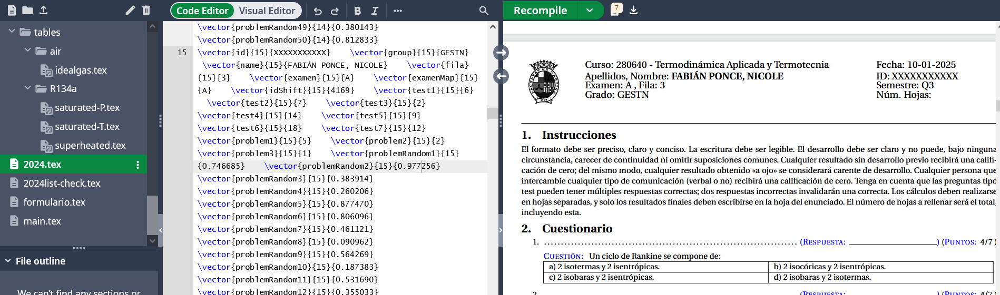 Code Editor
Visual Editor
B
I
Recompile
7
tables
air
idealgas.tex
R134a
saturated-P.tex
saturated-T.tex
superheated.tex
2024.tex
2024list-check.tex
formulario.tex
main.tex
File outline
We can't find any sections or
\vector{problemRandom49}{14}{0.380143}
\vector{problemRandom50}{14}{0.812833}
15
\vector{id}{15}{XXXXXXXXXXX} \vector{group}{15}{GESTN}
\vector{name}{15}{FABIÁN PONCE, NICOLE} \vector{fila}
{15}{3} \vector{examen}{15}{A} \vector{examenMap}{15}
{A} \vector{idShift}{15}{4169} \vector{test1}{15}{6}
\vector{test2}{15}{7} \vector{test3}{15}{2}
\vector{test4}{15}{14} \vector{test5}{15}{9}
\vector{test6}{15}{18} \vector{test7}{15}{12}
\vector{problem1}{15}{5} \vector{problem2}{15}{2}
\vector{problem3}{15}{1} \vector{problemRandom1}{15}
{0.746685} \vector{problemRandom2}{15}{0.977256}
\vector{problemRandom3}{15}{0.383914}
\vector{problemRandom4}{15}{0.260206}
\vector{problemRandom5}{15}{0.877470}
\vector{problemRandom6}{15}{0.806096}
\vector{problemRandom7}{15}{0.461121}
\vector{problemRandom8}{15}{0.090962}
\vector{problemRandom9}{15}{0.564269}
\vector{problemRandom10}{15}{0.187383}
\vector{problemRandom11}{15}{0.531690}
\vector{problemRandom12}{15}{0.355033}
Curso: 280640 - Termodinámica Aplicada y Termotecnia
Apellidos, Nombre: FABIÁN PONCE, NICOLE
Examen: A , Fila: 3
Grado: GESTN
Fecha: 10-01-2025
ID: XXXXXXXXXXX
Semestre: Q3
Núm. Hojas:
1. Instrucciones
El formato debe ser preciso, claro y conciso. La escritura debe ser legible. El desarrollo debe ser claro y no puede, bajo ninguna
circunstancia, carecer de continuidad ni omitir suposiciones comunes. Cualquier resultado sin desarrollo previo recibirá una califi-
cación de cero; del mismo modo, cualquier resultado obtenido «a ojo» se considerará carente de desarrollo. Cualquier persona que
intercambie cualquier tipo de comunicación (verbal o no) recibirá una calificación de cero. Tenga en cuenta que las preguntas tipo
test pueden tener múltiples respuestas correctas; dos respuestas incorrectas invalidarán una correcta. Los cálculos deben realizarse
en hojas separadas, y solo los resultados finales deben escribirse en la hoja del enunciado. El número de hojas a rellenar será el total,
incluyendo esta.
2. Cuestionario
1. ........................................................................... (RESPUESTA: ____________________) (PUNTOS: 4/7)
CUESTIÓN: Un ciclo de Rankine se compone de:
a) 2 isotermas y 2 isentrópicas.
b) 2 isocóricas y 2 isentrópicas.
c) 2 isobaras y 2 isentrópicas.
d) 2 isobaras y 2 isotermas.
2. (RESPUESTA: ) (PUNTOS: 4/7)